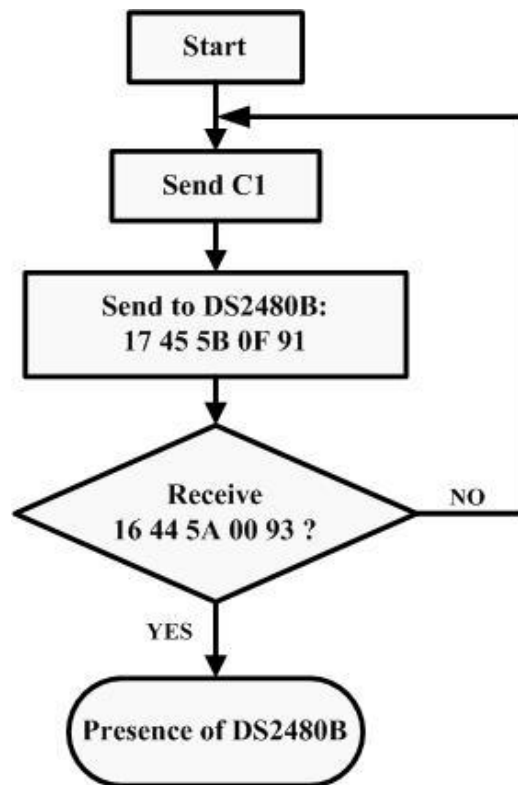 Start
Send C1
Send to DS2480B:
17 45 5B 0F 91
Receive
16 44 5A 00 93 ?
NO
YES
Presence of DS2480B